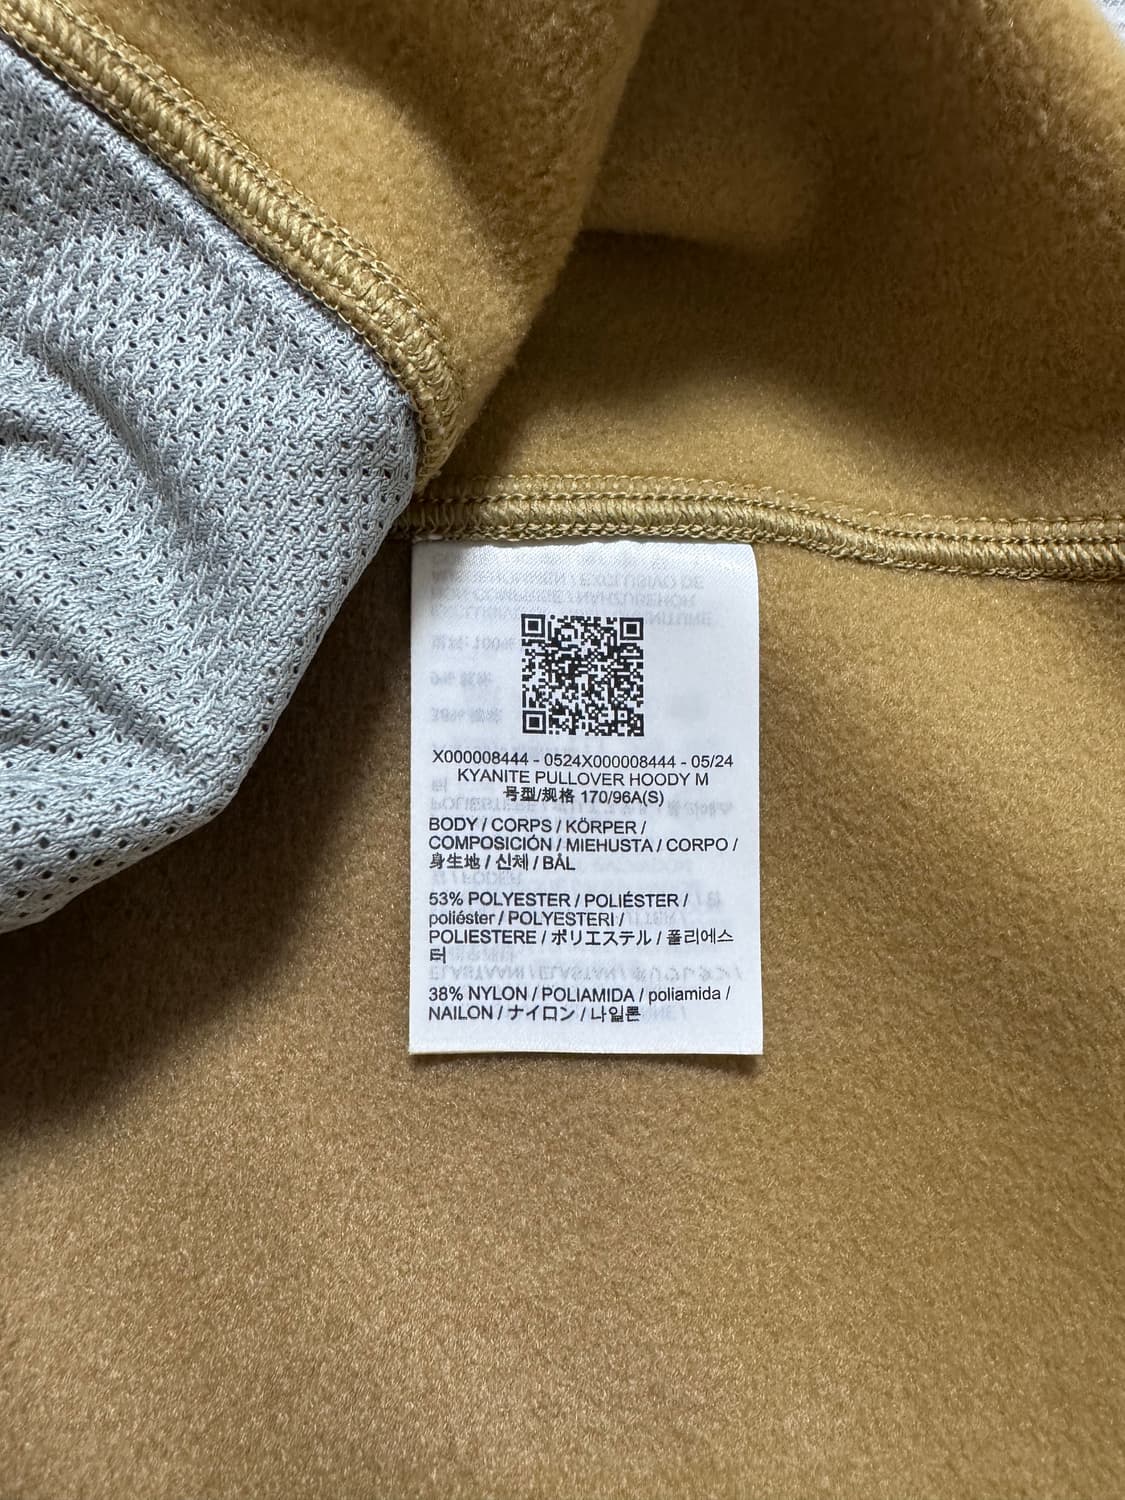 X000008444 - 0524X000008444 - 05/24
KYANITE PULLOVER HOODY M
号型/规格 170/96A(S)
BODY / CORPS / KÖRPER /
COMPOSICIÓN / MIEHUSTA / CORPO /
身生地 / 신체 / BÅL
53% POLYESTER / POLIÉSTER /
poliéster / POLYESTERI /
POLIESTERE / ポリエステル / 폴리에스
터
38% NYLON / POLIAMIDA / poliamida /
NAILON / ナイロン / 나일론